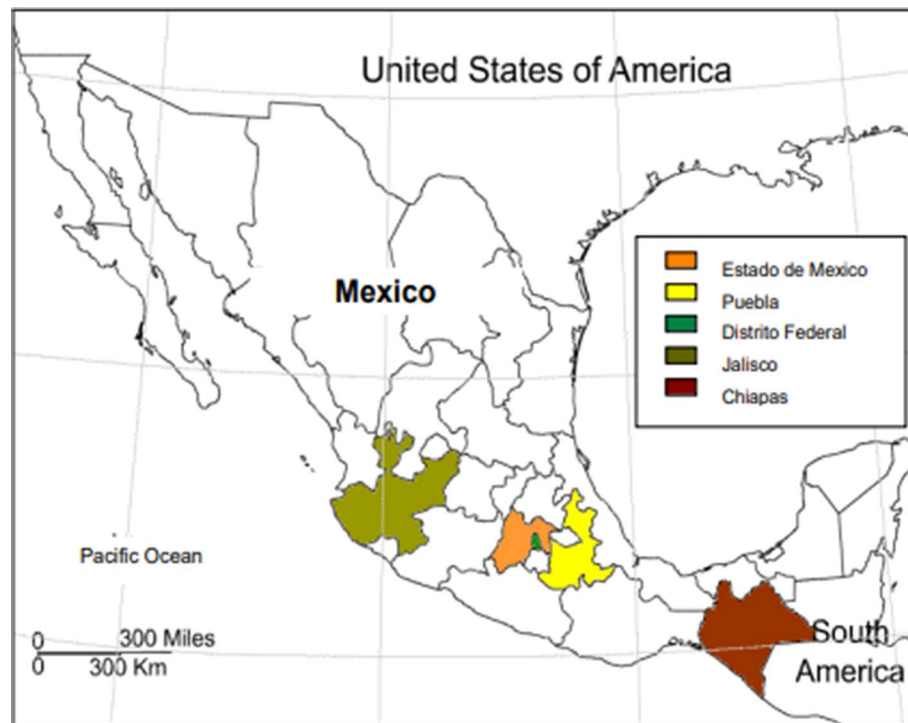 United States of America
Mexico
Estado de Mexico
Puebla
Distrito Federal
Jalisco
Chiapas
Pacific Ocean
0 300 Miles
0 300 Km
South
America